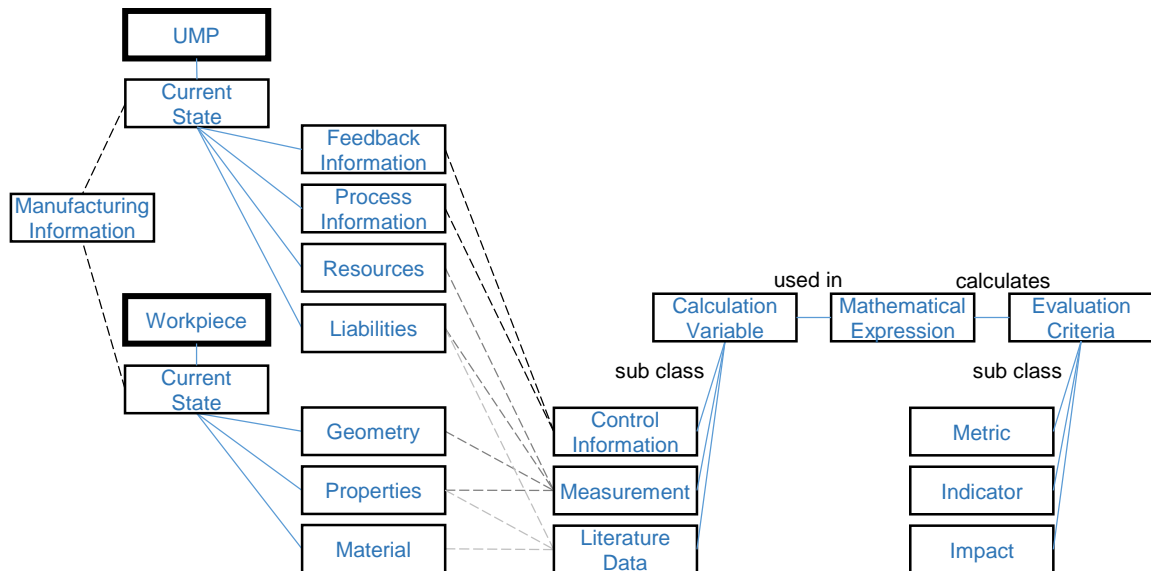 UMP
Current
State
Feedback
Information
Process
Information
Manufacturing
Information
Resources
used in
calculates
Workpiece
Liabilities
Calculation
Variable
Mathematical
Expression
Evaluation
Criteria
Current
State
sub class
sub class
Geometry
Control
Information
Metric
Properties
Measurement
Indicator
Material
Literature
Data
Impact